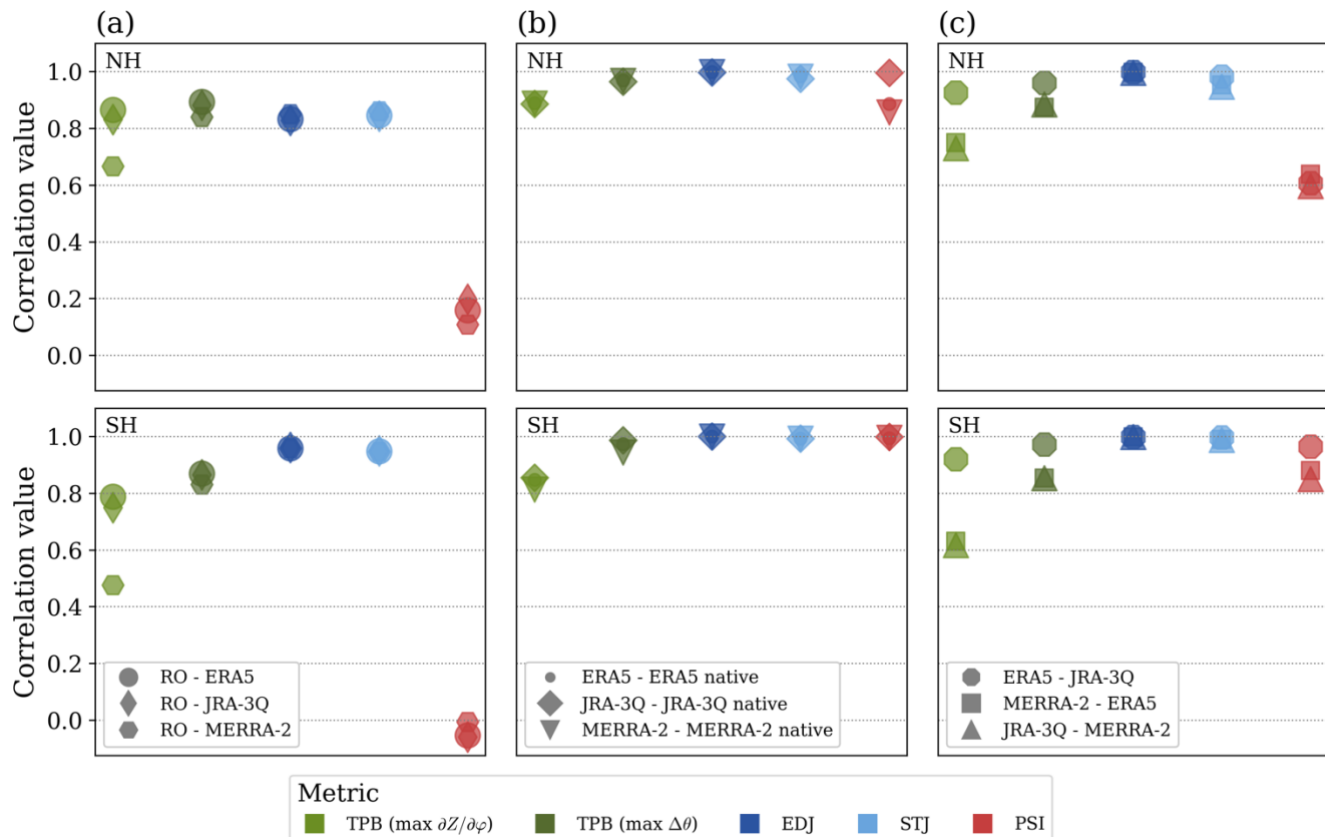 (a)
(b)
(c)
NH
NH
NH
Correlation value
1.0
0.8
0.6
0.4
0.2
0.0
SH
SH
SH
Correlation value
1.0
0.8
0.6
0.4
0.2
0.0
RO - ERA5
RO - JRA-3Q
RO - MERRA-2
ERA5 - ERA5 native
JRA-3Q - JRA-3Q native
MERRA-2 - MERRA-2 native
ERA5 - JRA-3Q
MERRA-2 - ERA5
JRA-3Q - MERRA-2
Metric
TPB (max ∂Z/∂φ) TPB (max Δθ) EDJ STJ PSI